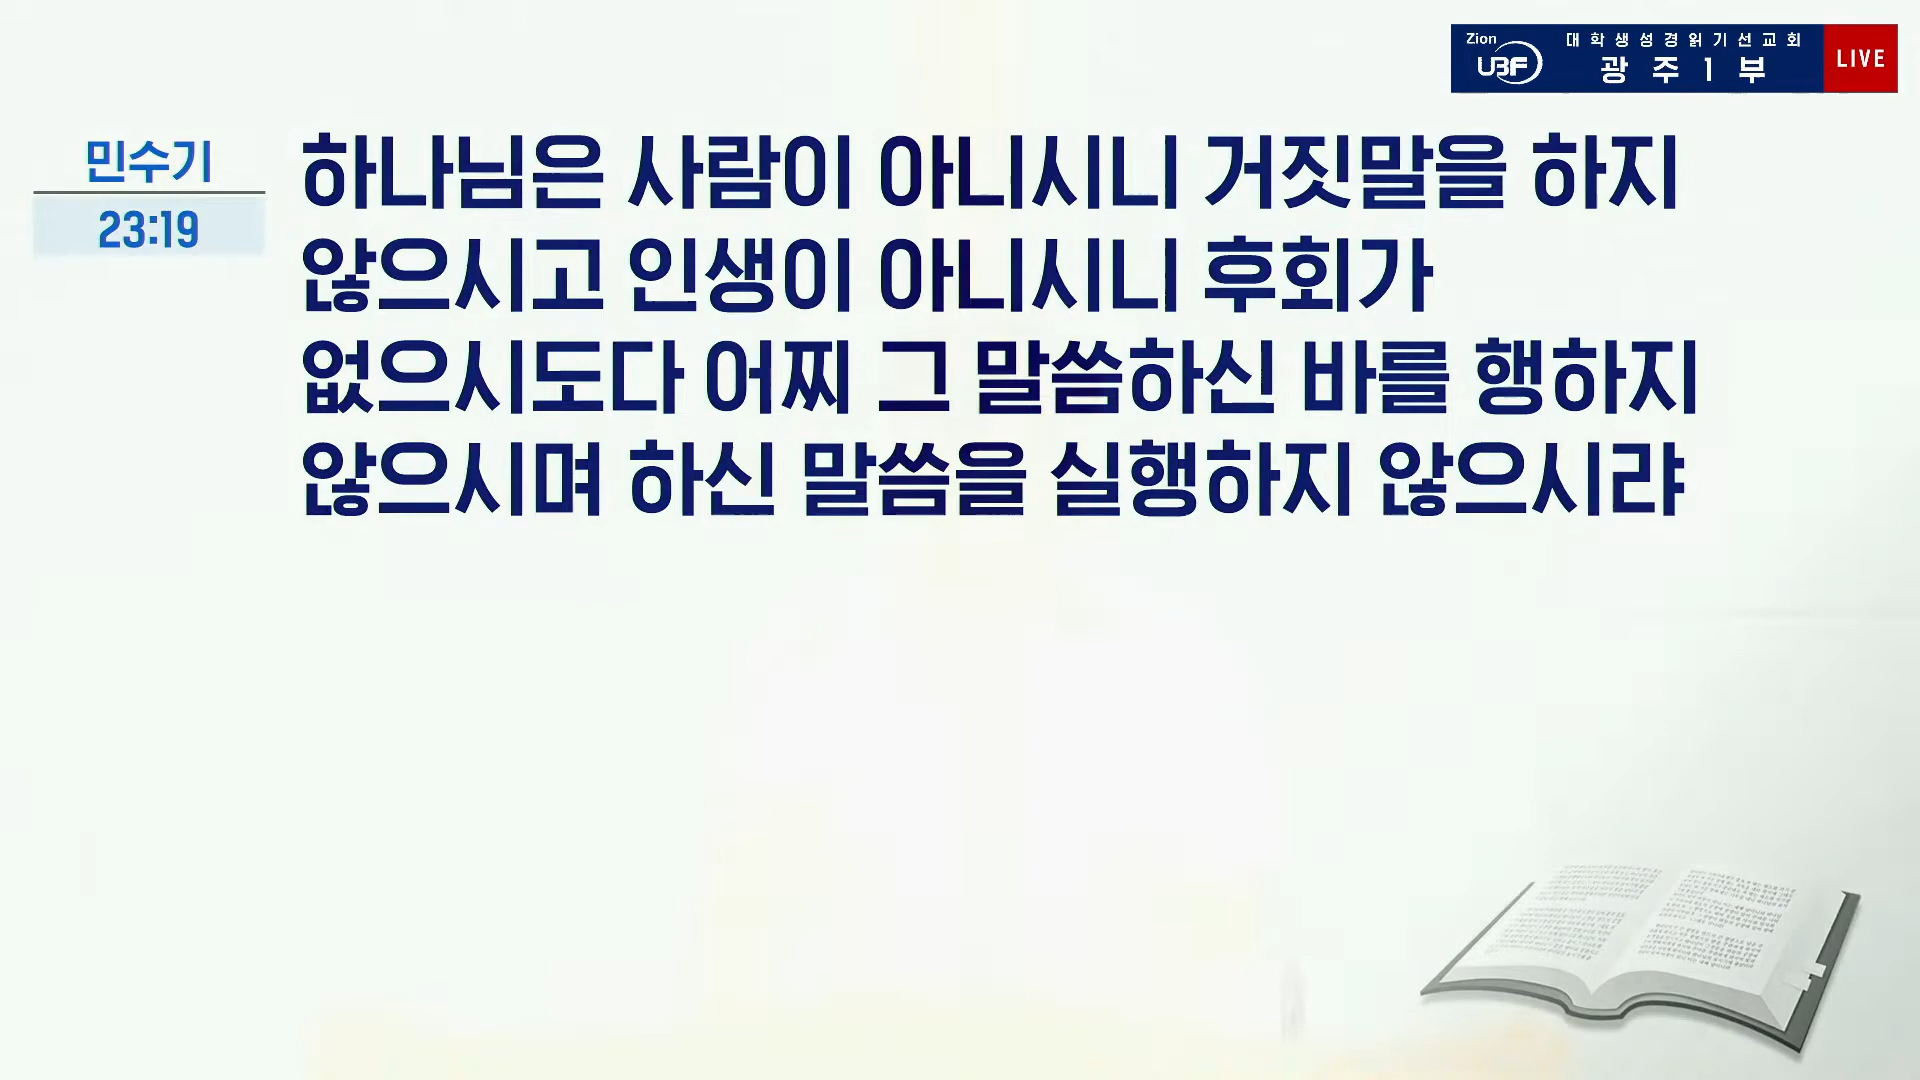 Zion
UBF
대학생성경읽기선교회
광주1부
LIVE
민수기
23:19
하나님은 사람이 아니시니 거짓말을 하지
않으시고 인생이 아니시니 후회가
없으시도다 어찌 그 말씀하신 바를 행하지
않으시며 하신 말씀을 실행하지 않으시랴